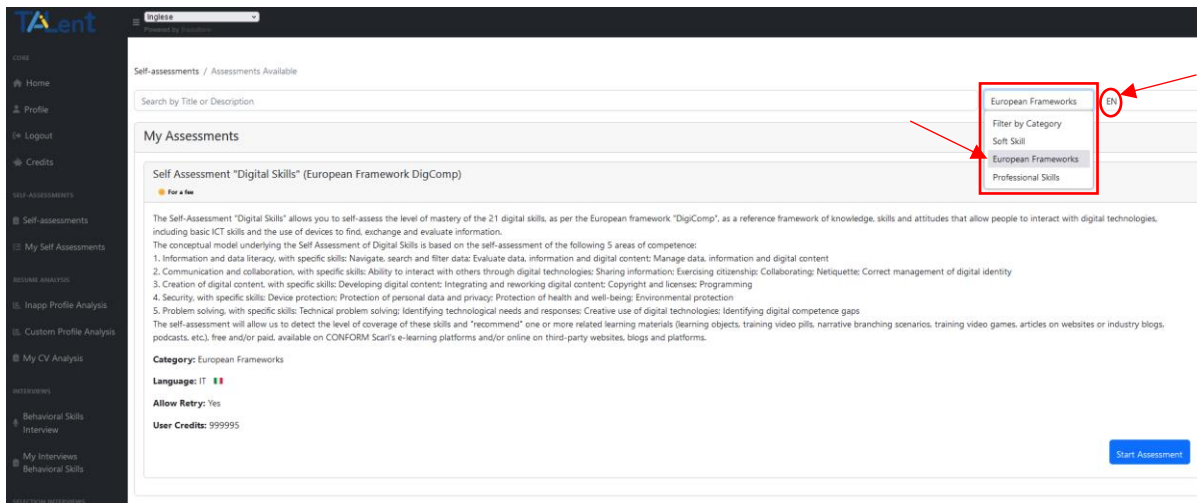 TALent
Inglese
Powered by
CORE
Home
Profile
Logout
Credits
SELF-ASSESSMENTS
Self-assessments
My Self Assessments
RESUME ANALYSIS
Inapp Profile Analysis
Custom Profile Analysis
My CV Analysis
INTERVIEWS
Behavioral Skills
Interview
My Interviews
Behavioral Skills
SELECTION INTERVIEWS
Self-assessments / Assessments Available
Search by Title or Description
European Frameworks
EN
Filter by Category
Soft Skill
European Frameworks
Professional Skills
My Assessments
Self Assessment "Digital Skills" (European Framework DigComp)
For a fee
The Self-Assessment "Digital Skills" allows you to self-assess the level of mastery of the 21 digital skills, as per the European framework "DigiComp", as a reference framework of knowledge, skills and attitudes that allow people to interact with digital technologies,
including basic ICT skills and the use of devices to find, exchange and evaluate information.
The conceptual model underlying the Self Assessment of Digital Skills is based on the self-assessment of the following 5 areas of competence:
1. Information and data literacy, with specific skills: Navigate, search and filter data; Evaluate data, information and digital content; Manage data, information and digital content
2. Communication and collaboration, with specific skills: Ability to interact with others through digital technologies; Sharing information; Exercising citizenship; Collaborating; Netiquette; Correct management of digital identity
3. Creation of digital content, with specific skills: Developing digital content; Integrating and reworking digital content; Copyright and licenses; Programming
4. Security, with specific skills: Device protection; Protection of personal data and privacy; Protection of health and well-being; Environmental protection
5. Problem solving, with specific skills: Technical problem solving; Identifying technological needs and responses; Creative use of digital technologies; Identifying digital competence gaps
The self-assessment will allow us to detect the level of coverage of these skills and "recommend" one or more related learning materials (learning objects, training video pills, narrative branching scenarios, training video games, articles on websites or industry blogs,
podcasts, etc.), free and/or paid, available on CONFORM Scarl's e-learning platforms and/or online on third-party websites, blogs and platforms.
Category: European Frameworks
Language: IT
Allow Retry: Yes
User Credits: 999995
Start Assessment